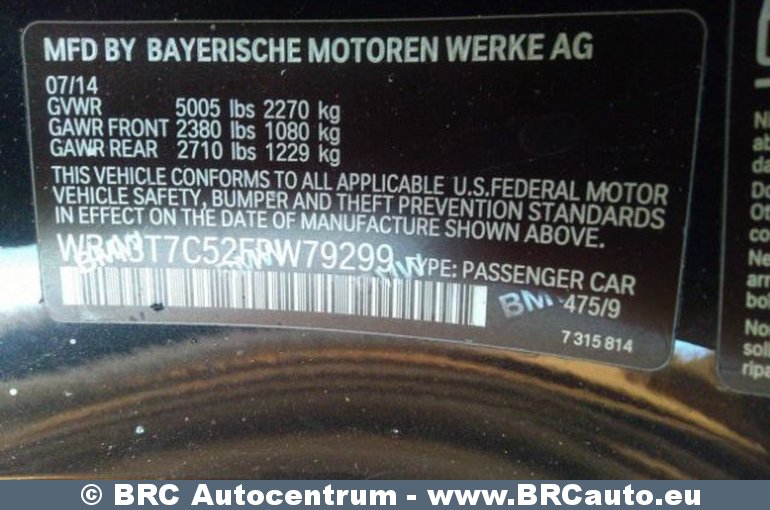 MFD BY BAYERISCHE MOTOREN WERKE AG
07/14
GVWR 5005 lbs 2270 kg
GAWR FRONT 2380 lbs 1080 kg
GAWR REAR 2710 lbs 1229 kg
THIS VEHICLE CONFORMS TO ALL APPLICABLE U.S.FEDERAL MOTOR
VEHICLE SAFETY, BUMPER AND THEFT PREVENTION STANDARDS
IN EFFECT ON THE DATE OF MANUFACTURE SHOWN ABOVE.
TYPE: PASSENGER CAR
475/9
7 315 814
© BRC Autocentrum - www.BRCauto.eu